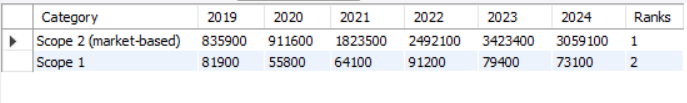 Category 2019 2020 2021 2022 2023 2024 Ranks
Scope 2 (market-based) 835900 911600 1823500 2492100 3423400 3059100 1
Scope 1 81900 55800 64100 91200 79400 73100 2